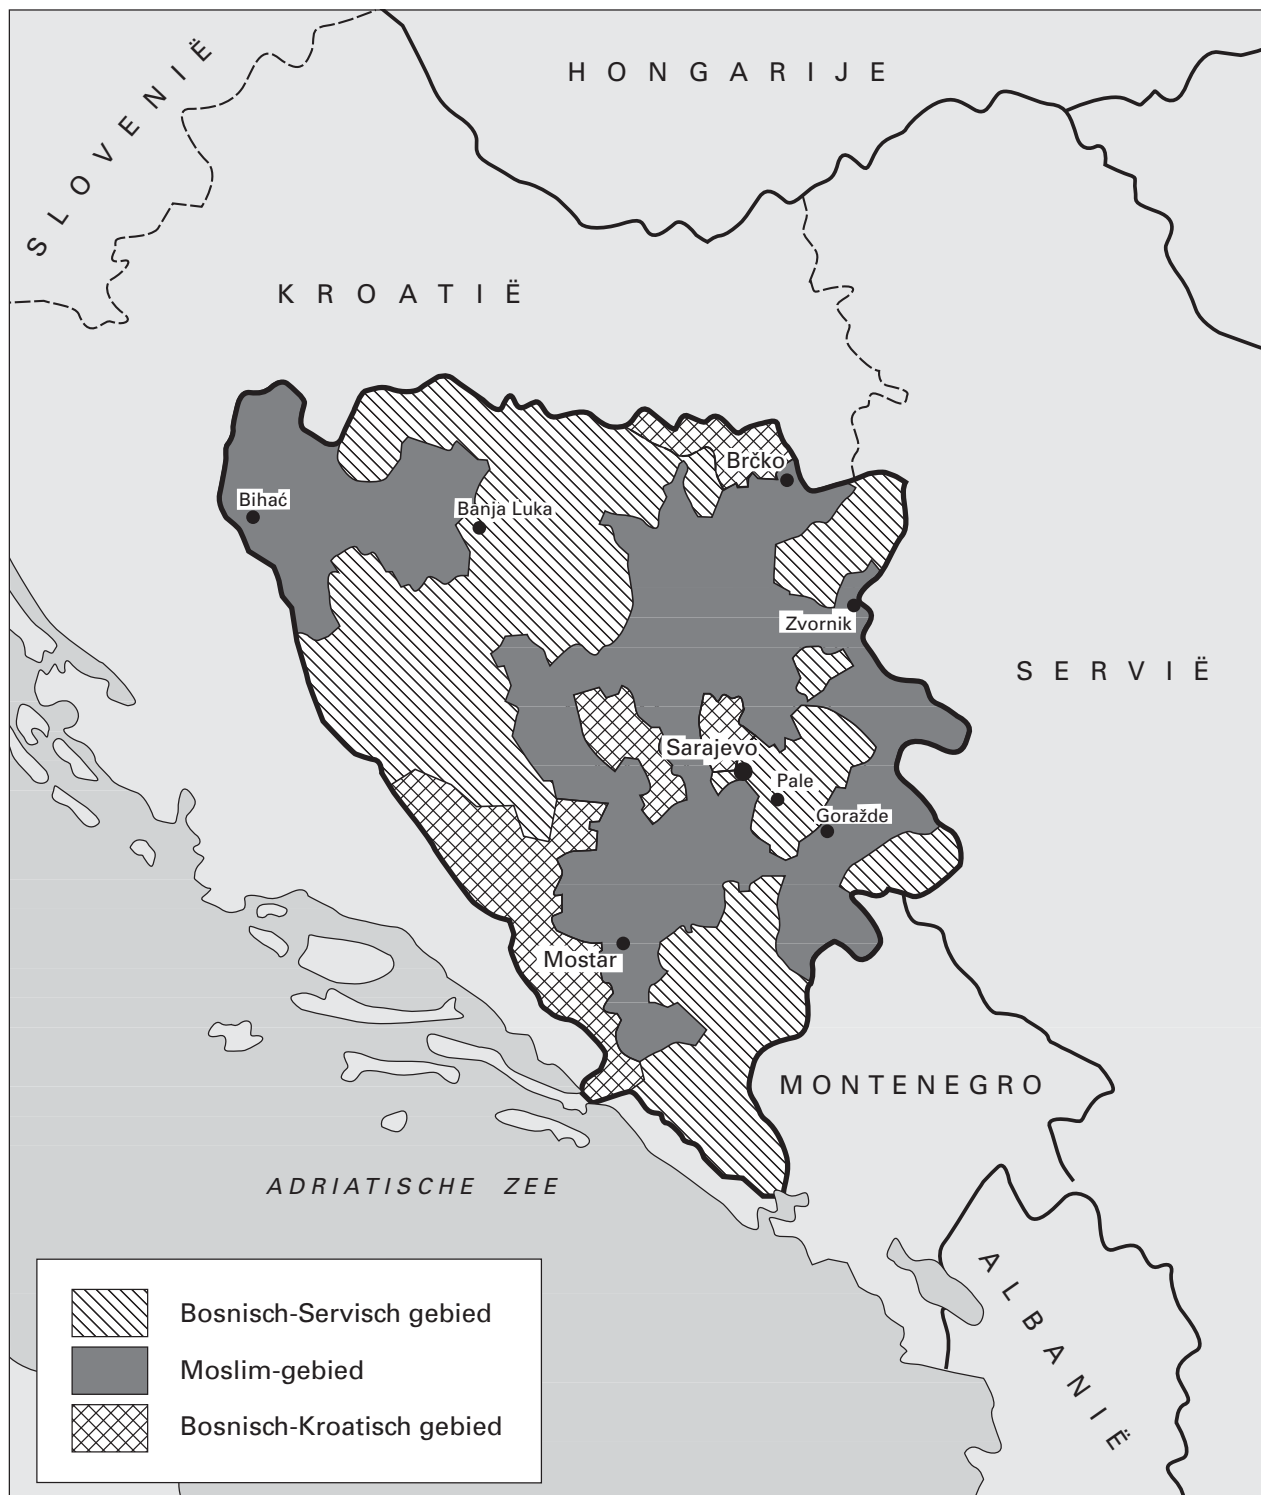 SLOVENIË
HONGARIJE
KROATIË
Brčko
Bihać
Banja Luka
Zvornik
SERVIË
Sarajevo
Pale
Goražde
Mostar
MONTENEGRO
ADRIATISCHE ZEE
ALBANIË
Bosnisch-Servisch gebied
Moslim-gebied
Bosnisch-Kroatisch gebied